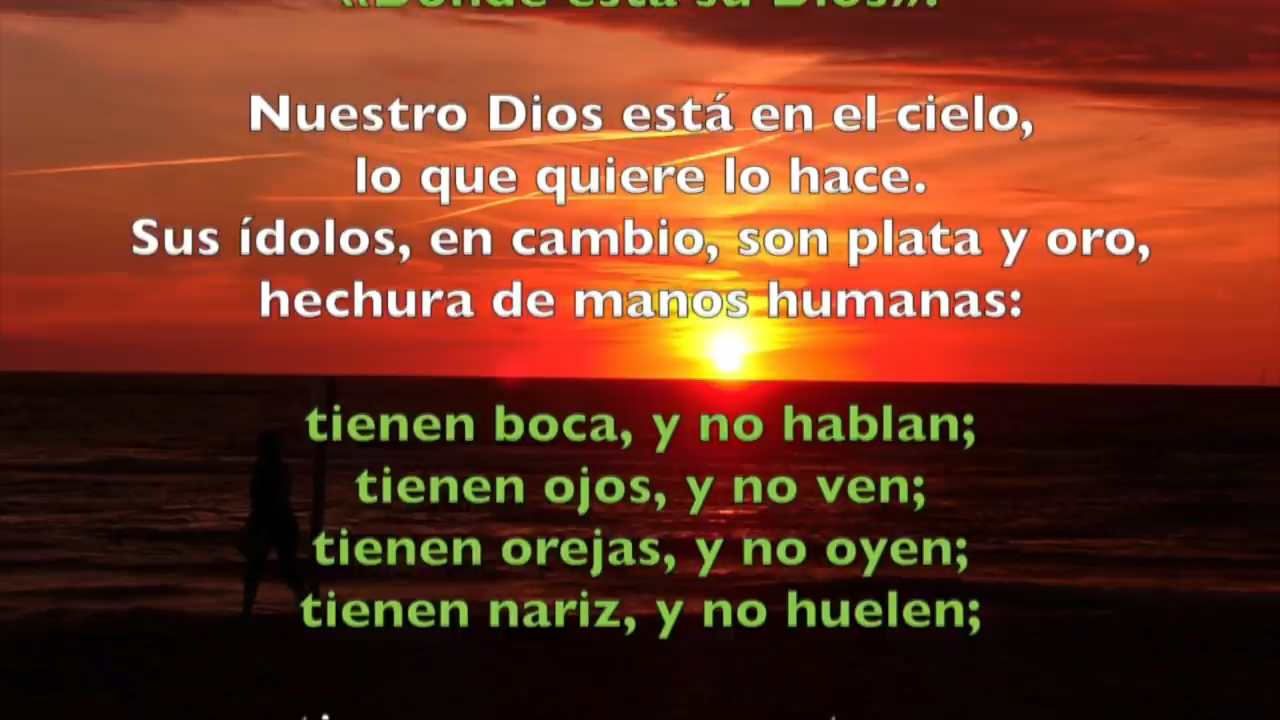 «Dónde está su Dios».
Nuestro Dios está en el cielo,
lo que quiere lo hace.
Sus ídolos, en cambio, son plata y oro,
hechura de manos humanas:
tienen boca, y no hablan;
tienen ojos, y no ven;
tienen orejas, y no oyen;
tienen nariz, y no huelen;